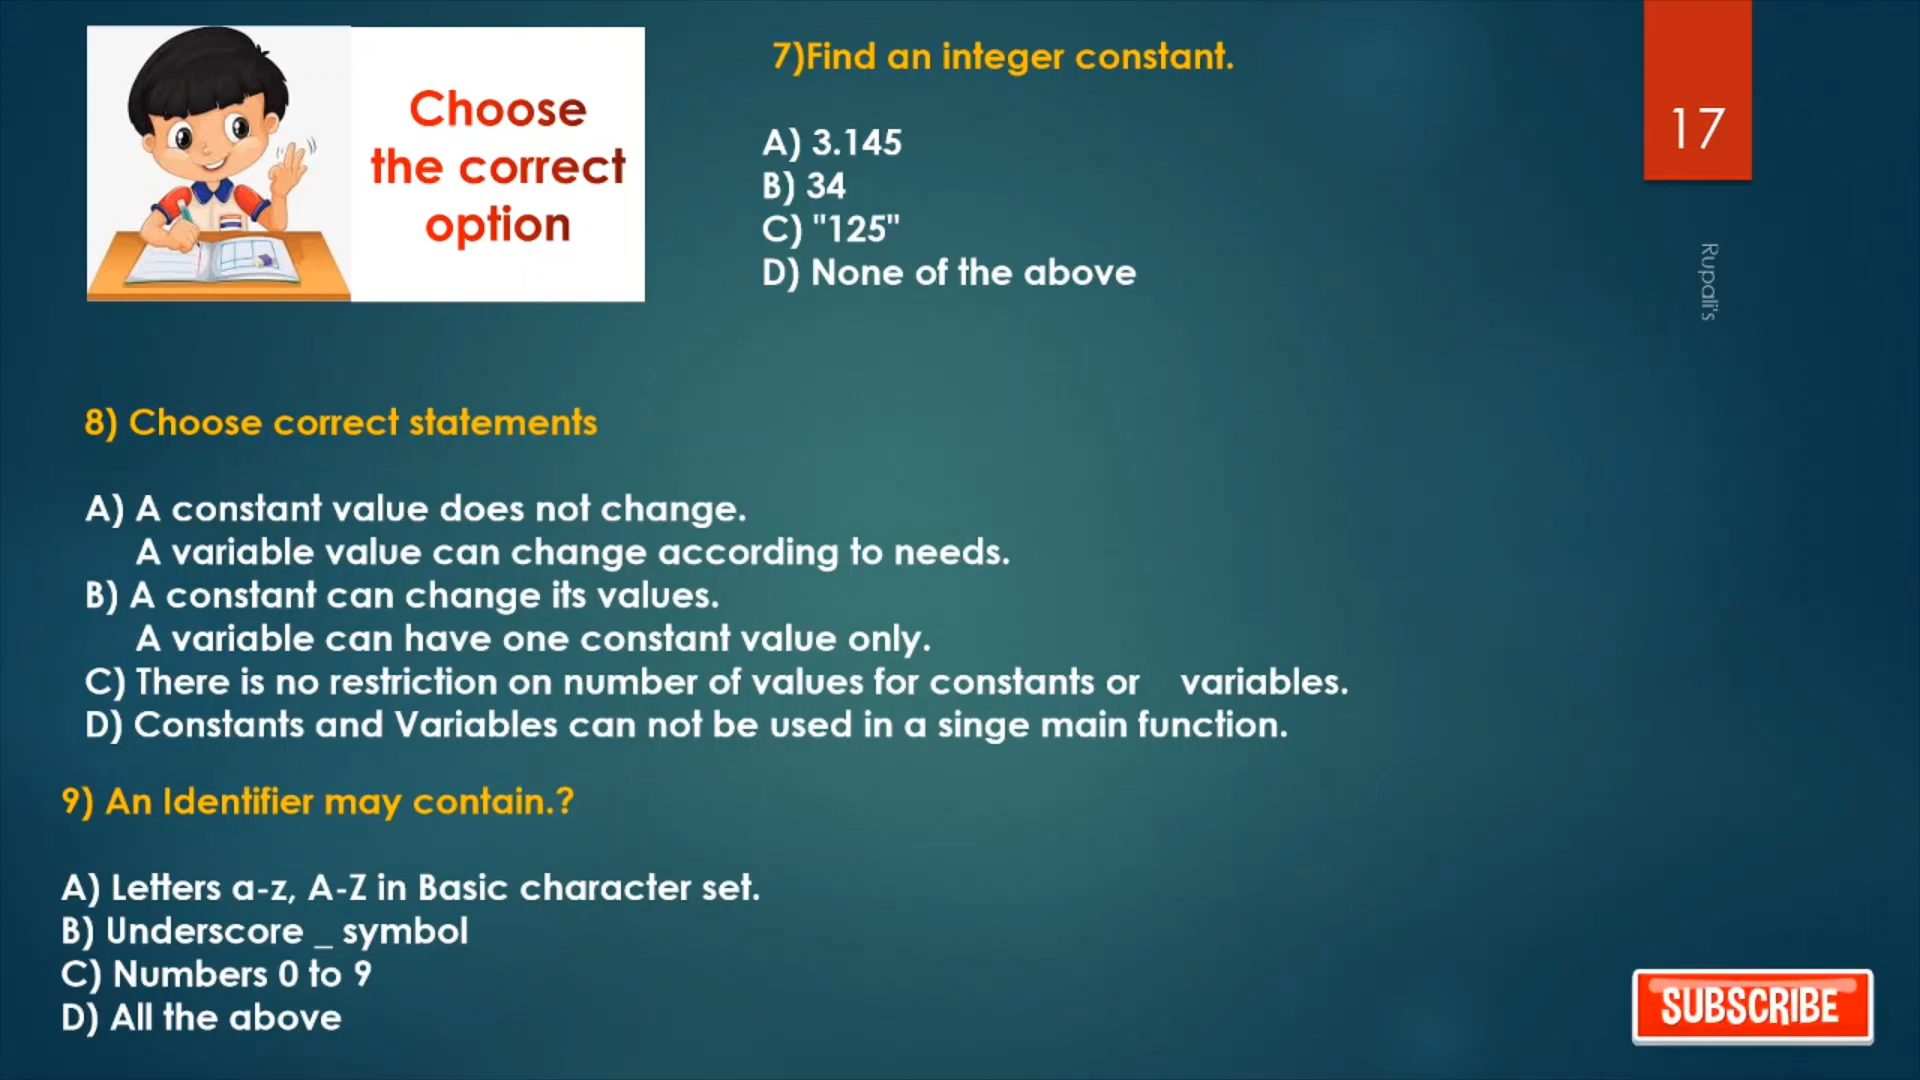 Choose
the correct
option
7)Find an integer constant.
A) 3.145
B) 34
C) "125"
D) None of the above
17
Rupali's
8) Choose correct statements
A) A constant value does not change.
A variable value can change according to needs.
B) A constant can change its values.
A variable can have one constant value only.
C) There is no restriction on number of values for constants or variables.
D) Constants and Variables can not be used in a singe main function.
9) An Identifier may contain.?
A) Letters a-z, A-Z in Basic character set.
B) Underscore _ symbol
C) Numbers 0 to 9
D) All the above
SUBSCRIBE